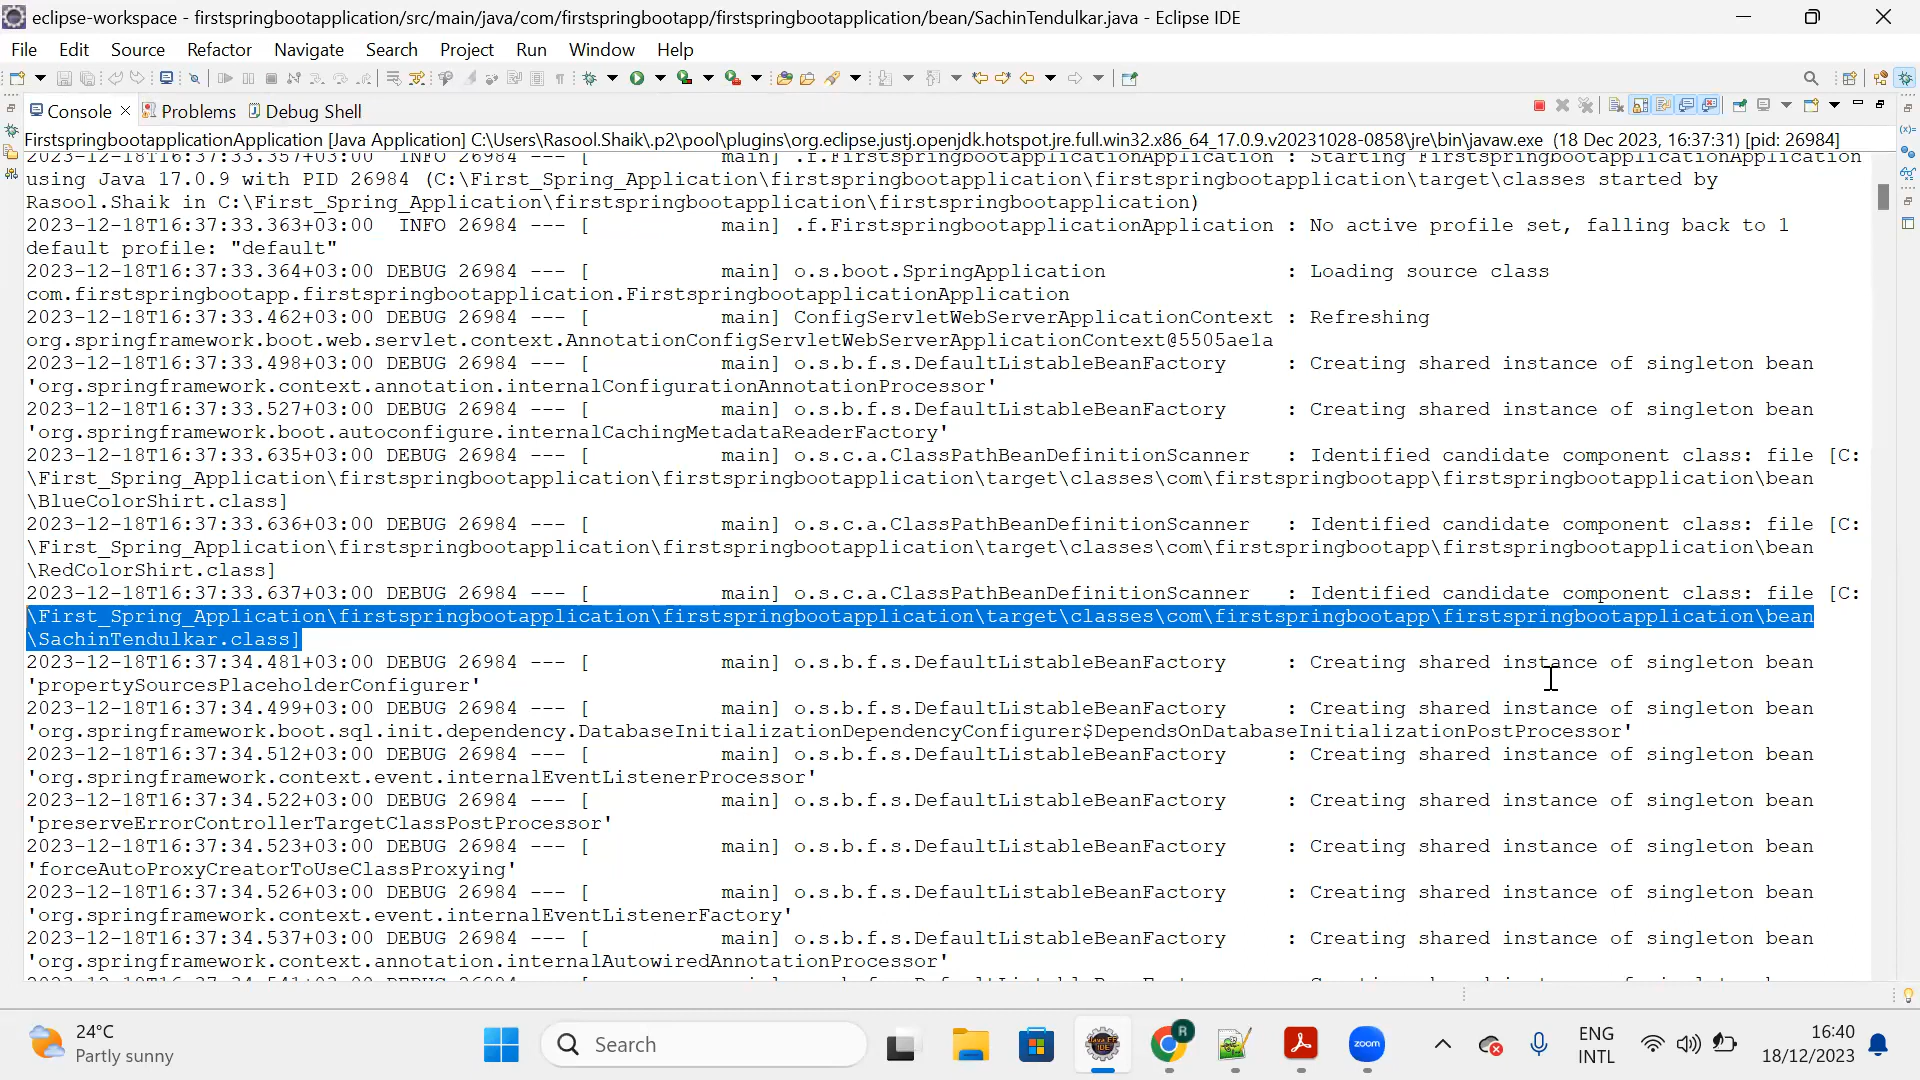 eclipse-workspace - firstspringbootapplication/src/main/java/com/firstspringbootapp/firstspringbootapplication/bean/SachinTendulkar.java - Eclipse IDE
File Edit Source Refactor Navigate Search Project Run Window Help
Console Problems Debug Shell
FirstspringbootapplicationApplication [Java Application] C:\Users\Rasool.Shaik\.p2\pool\plugins\org.eclipse.justj.openjdk.hotspot.jre.full.win32.x86_64_17.0.9.v20231028-0858\jre\bin\javaw.exe (18 Dec 2023, 16:37:31) [pid: 26984]
2023-12-18T16:37:33.357+03:00  INFO 26984 --- [           main] .f.FirstspringbootapplicationApplication : Starting FirstspringbootapplicationApplication
using Java 17.0.9 with PID 26984 (C:\First_Spring_Application\firstspringbootapplication\firstspringbootapplication\target\classes started by
Rasool.Shaik in C:\First_Spring_Application\firstspringbootapplication\firstspringbootapplication)
2023-12-18T16:37:33.363+03:00  INFO 26984 --- [           main] .f.FirstspringbootapplicationApplication : No active profile set, falling back to 1
default profile: "default"
2023-12-18T16:37:33.364+03:00 DEBUG 26984 --- [           main] o.s.boot.SpringApplication               : Loading source class
com.firstspringbootapp.firstspringbootapplication.FirstspringbootapplicationApplication
2023-12-18T16:37:33.462+03:00 DEBUG 26984 --- [           main] ConfigServletWebServerApplicationContext : Refreshing
org.springframework.boot.web.servlet.context.AnnotationConfigServletWebServerApplicationContext@5505ae1a
2023-12-18T16:37:33.498+03:00 DEBUG 26984 --- [           main] o.s.b.f.s.DefaultListableBeanFactory     : Creating shared instance of singleton bean
'org.springframework.context.annotation.internalConfigurationAnnotationProcessor'
2023-12-18T16:37:33.527+03:00 DEBUG 26984 --- [           main] o.s.b.f.s.DefaultListableBeanFactory     : Creating shared instance of singleton bean
'org.springframework.boot.autoconfigure.internalCachingMetadataReaderFactory'
2023-12-18T16:37:33.635+03:00 DEBUG 26984 --- [           main] o.s.c.a.ClassPathBeanDefinitionScanner   : Identified candidate component class: file [C:
\First_Spring_Application\firstspringbootapplication\firstspringbootapplication\target\classes\com\firstspringbootapp\firstspringbootapplication\bean
\BlueColorShirt.class]
2023-12-18T16:37:33.636+03:00 DEBUG 26984 --- [           main] o.s.c.a.ClassPathBeanDefinitionScanner   : Identified candidate component class: file [C:
\First_Spring_Application\firstspringbootapplication\firstspringbootapplication\target\classes\com\firstspringbootapp\firstspringbootapplication\bean
\RedColorShirt.class]
2023-12-18T16:37:33.637+03:00 DEBUG 26984 --- [           main] o.s.c.a.ClassPathBeanDefinitionScanner   : Identified candidate component class: file [C:
\First_Spring_Application\firstspringbootapplication\firstspringbootapplication\target\classes\com\firstspringbootapp\firstspringbootapplication\bean
\SachinTendulkar.class]
2023-12-18T16:37:34.481+03:00 DEBUG 26984 --- [           main] o.s.b.f.s.DefaultListableBeanFactory     : Creating shared instance of singleton bean
'propertySourcesPlaceholderConfigurer'
2023-12-18T16:37:34.499+03:00 DEBUG 26984 --- [           main] o.s.b.f.s.DefaultListableBeanFactory     : Creating shared instance of singleton bean
'org.springframework.boot.sql.init.dependency.DatabaseInitializationDependencyConfigurer$DependsOnDatabaseInitializationPostProcessor'
2023-12-18T16:37:34.512+03:00 DEBUG 26984 --- [           main] o.s.b.f.s.DefaultListableBeanFactory     : Creating shared instance of singleton bean
'org.springframework.context.event.internalEventListenerProcessor'
2023-12-18T16:37:34.522+03:00 DEBUG 26984 --- [           main] o.s.b.f.s.DefaultListableBeanFactory     : Creating shared instance of singleton bean
'preserveErrorControllerTargetClassPostProcessor'
2023-12-18T16:37:34.523+03:00 DEBUG 26984 --- [           main] o.s.b.f.s.DefaultListableBeanFactory     : Creating shared instance of singleton bean
'forceAutoProxyCreatorToUseClassProxying'
2023-12-18T16:37:34.526+03:00 DEBUG 26984 --- [           main] o.s.b.f.s.DefaultListableBeanFactory     : Creating shared instance of singleton bean
'org.springframework.context.event.internalEventListenerFactory'
2023-12-18T16:37:34.537+03:00 DEBUG 26984 --- [           main] o.s.b.f.s.DefaultListableBeanFactory     : Creating shared instance of singleton bean
'org.springframework.context.annotation.internalAutowiredAnnotationProcessor'
24°C
Partly sunny
Search
zoom
ENG
INTL
16:40
18/12/2023